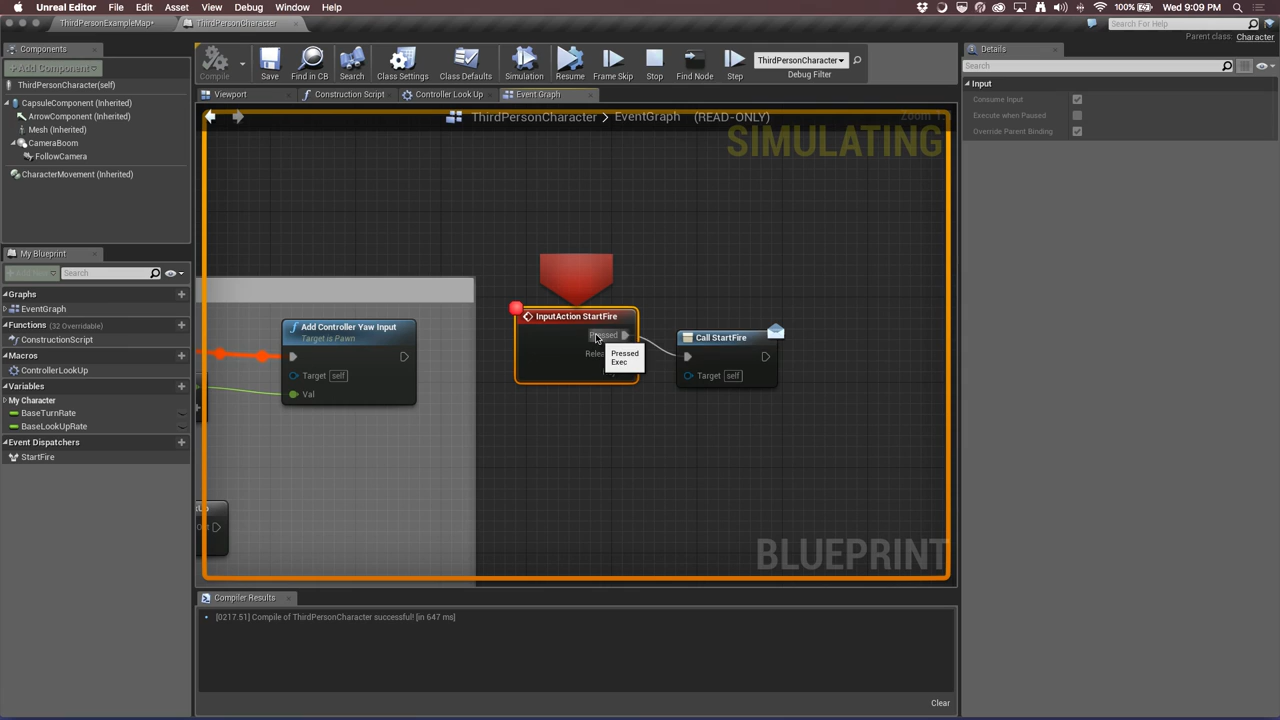 Unreal Editor File Edit Asset View Debug Window Help 100% Wed 9:09 PM
ThirdPersonExampleMap*
ThirdPersonCharacter
Search For Help
Parent class: Character
Components
+Add Component
ThirdPersonCharacter(self)
CapsuleComponent (Inherited)
ArrowComponent (Inherited)
Mesh (Inherited)
CameraBoom
FollowCamera
CharacterMovement (Inherited)
My Blueprint
Search
Graphs
EventGraph
Functions (32 Overridable)
ConstructionScript
Macros
ControllerLookUp
Variables
My Character
BaseTurnRate
BaseLookUpRate
Event Dispatchers
StartFire
Compile
Save
Find in CB
Search
Class Settings
Class Defaults
Simulation
Resume
Frame Skip
Stop
Find Node
Step
ThirdPersonCharacter
Debug Filter
Viewport
Construction Script
Controller Look Up
Event Graph
ThirdPersonCharacter > EventGraph (READ-ONLY)
SIMULATING
Add Controller Yaw Input
Target is Pawn
Target self
Val
InputAction StartFire
Pressed
Pressed
Exec
Call StartFire
Target self
BLUEPRINT
Compiler Results
[0217.51] Compile of ThirdPersonCharacter successful! [in 647 ms]
Clear
Details
Search
Input
Consume Input
Execute when Paused
Override Parent Binding